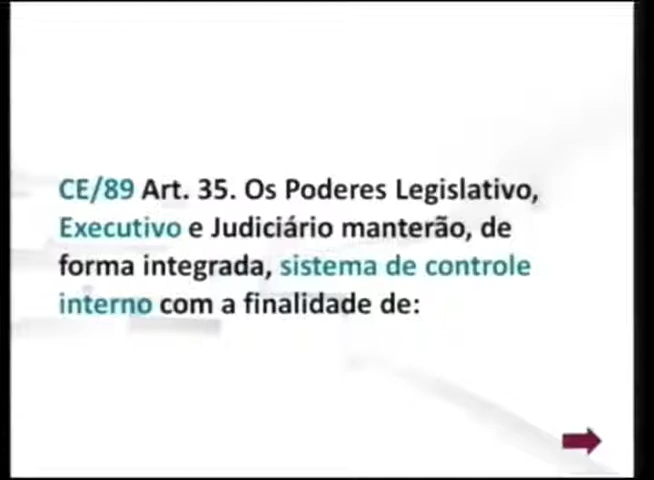 CE/89 Art. 35. Os Poderes Legislativo,
Executivo e Judiciário manterão, de
forma integrada, sistema de controle
interno com a finalidade de: